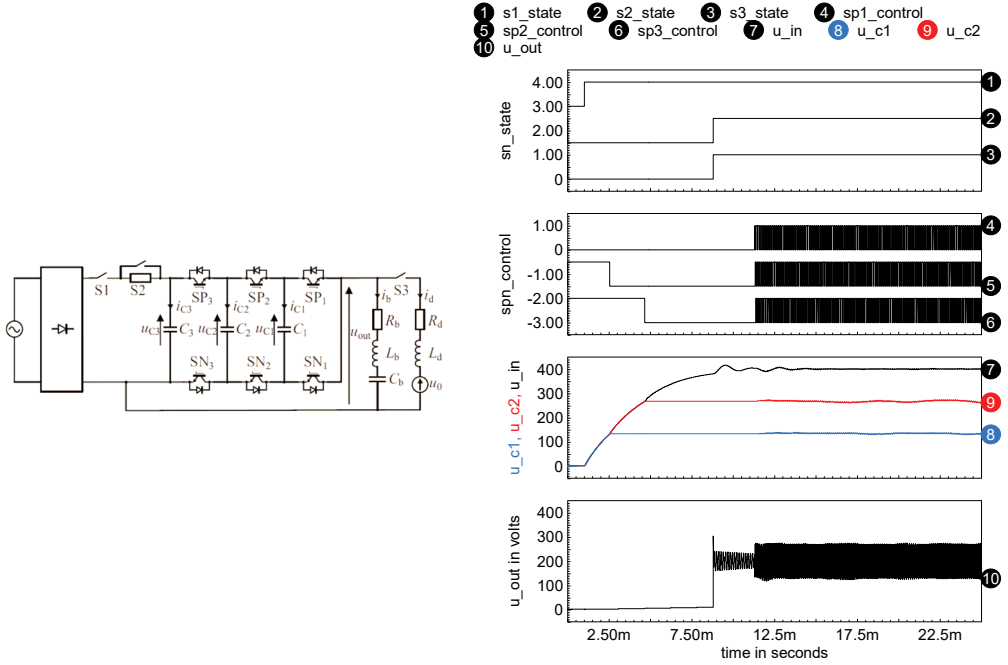 1 s1_state 2 s2_state 3 s3_state 4 sp1_control
5 sp2_control 6 sp3_control 7 u_in 8 u_c1 9 u_c2
10 u_out
S1 S2 SP3 SP2 SP1 S3
iC3 iC2 iC1 ib id
uC3 C3 uC2 C2 uC1 C1 uout Rb Rd
SN3 SN2 SN1 Lb Ld
Cb u0
sn_state
4.00 1
3.00
2
1.00 3
0
spn_control
1.00 4
0
-1.00 5
-2.00
-3.00 6
u_c1, u_c2, u_in
400 7
300 9
200
100 8
0
u_out in volts
400
300
200
100 10
0
2.50m 7.50m 12.5m 17.5m 22.5m
time in seconds